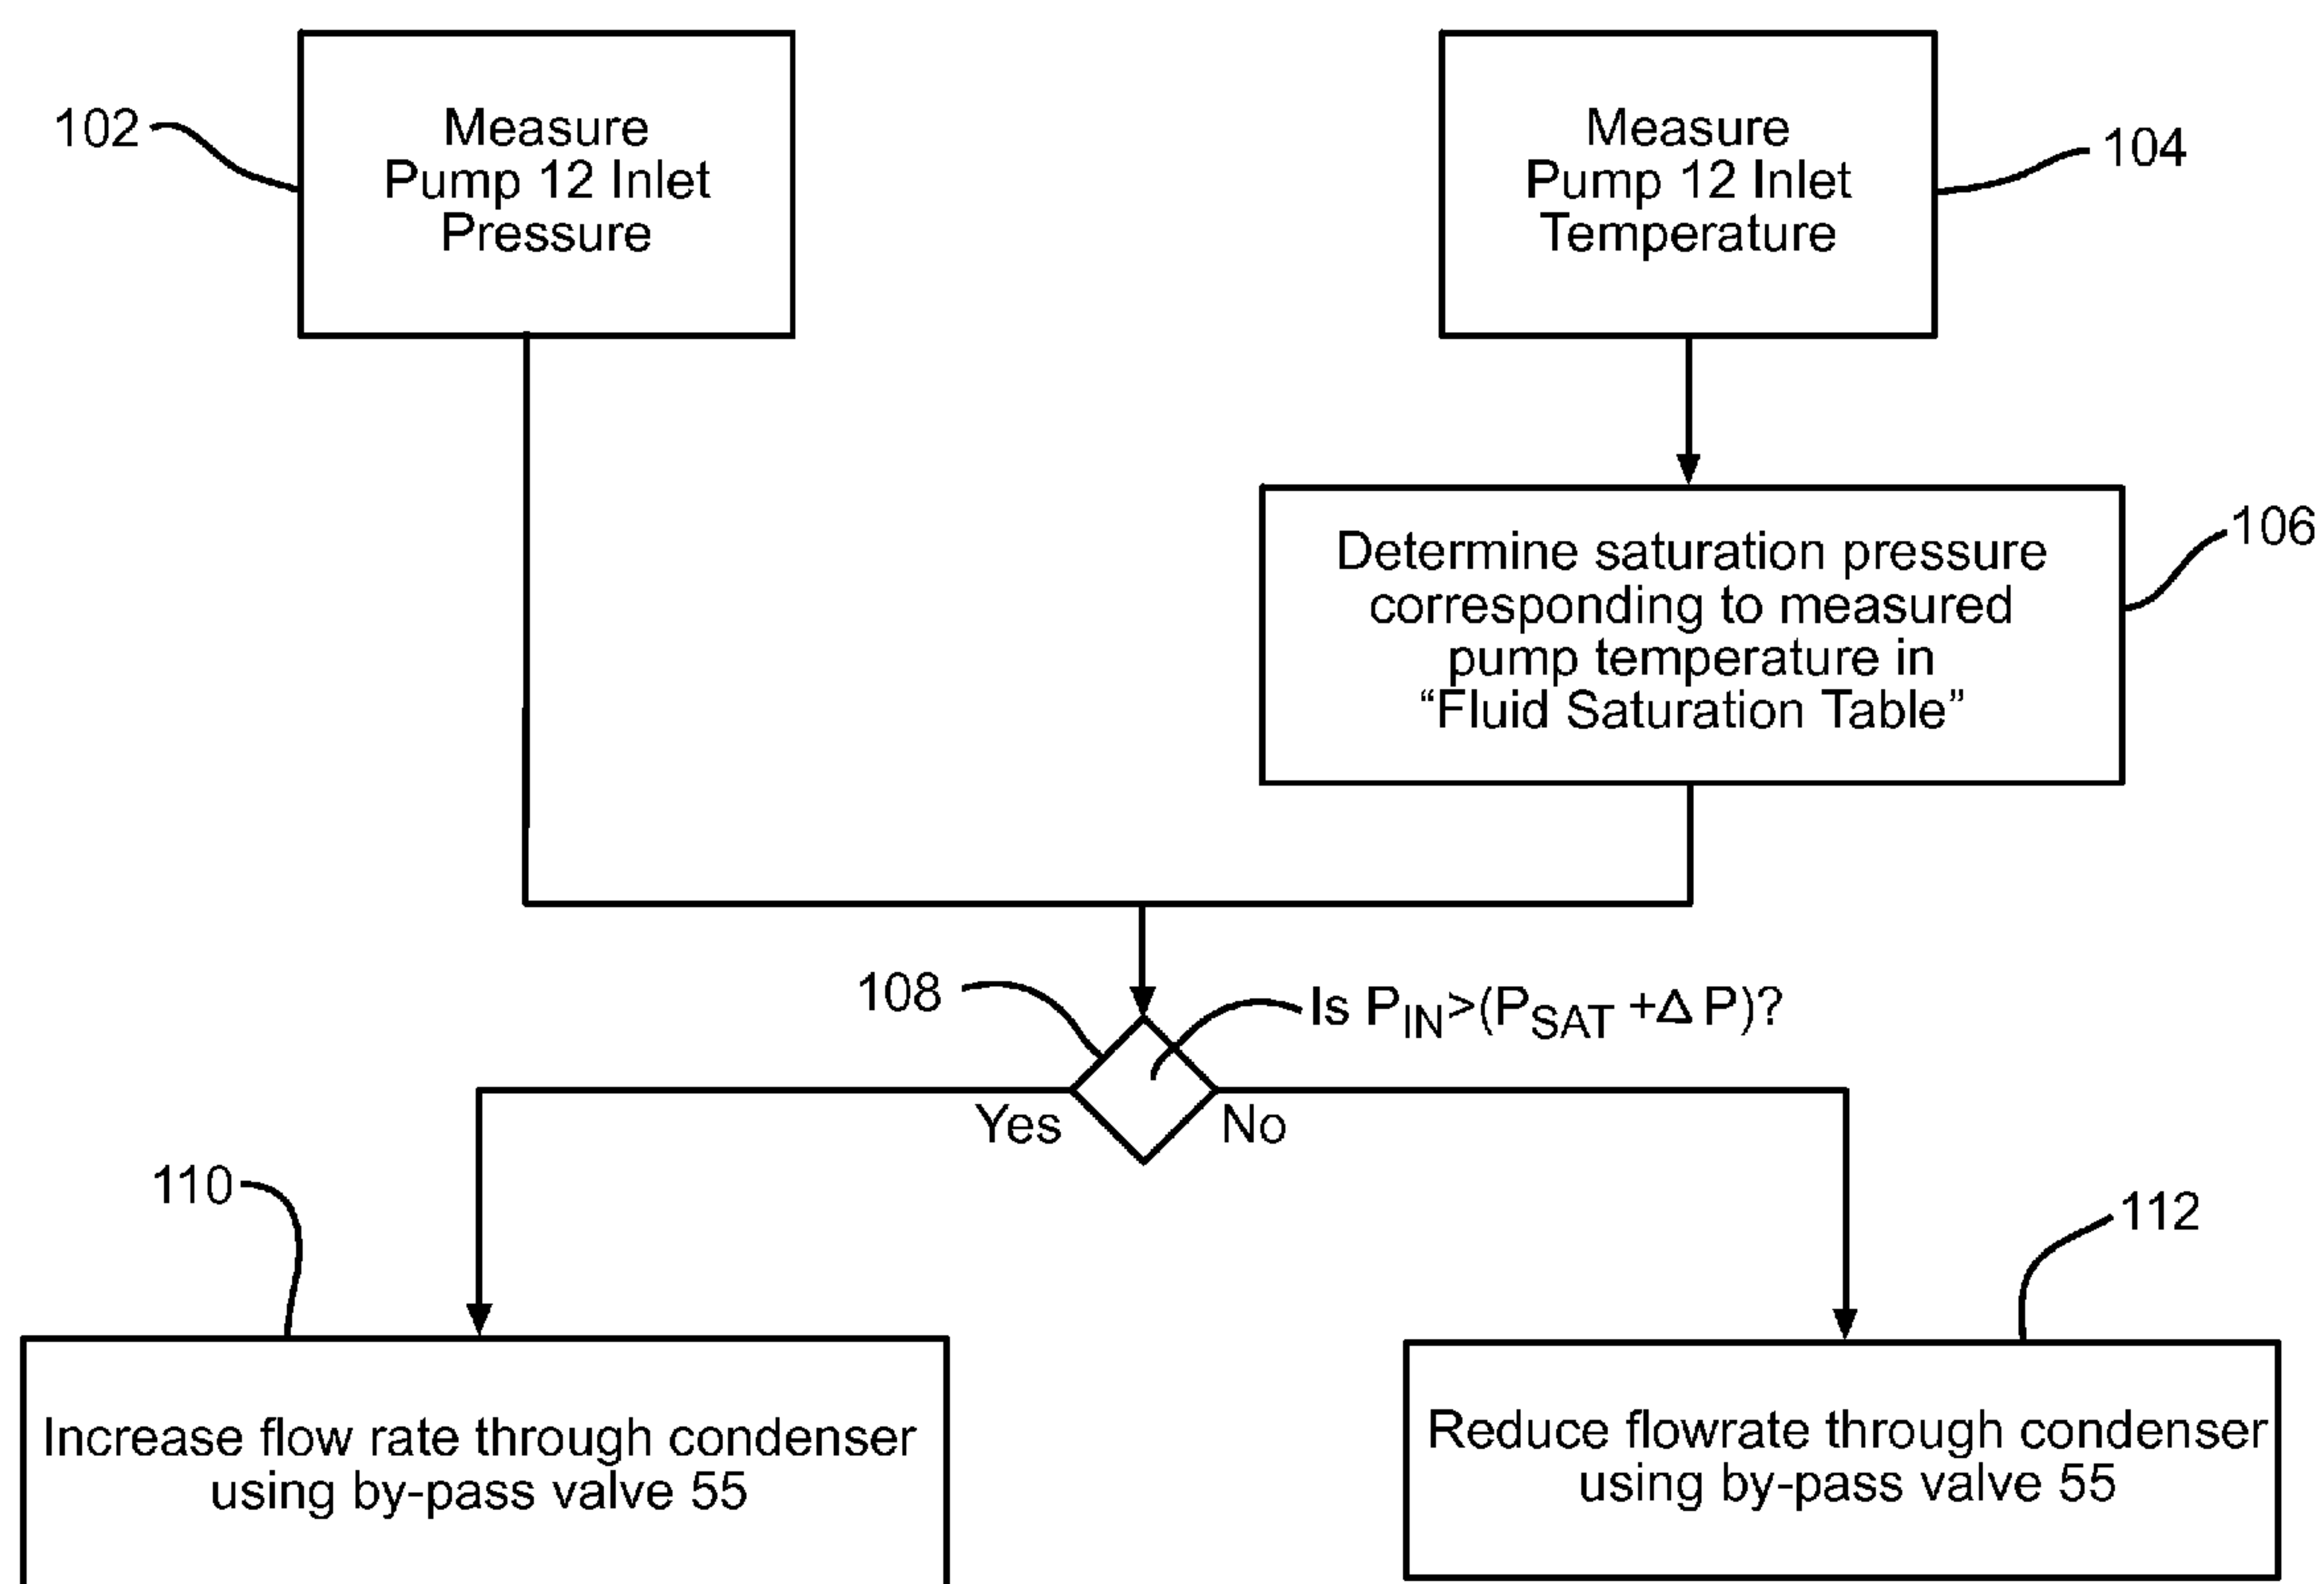 102
Measure
Pump 12 Inlet
Pressure
Measure
Pump 12 Inlet
Temperature
104
Determine saturation pressure
corresponding to measured
pump temperature in
“Fluid Saturation Table”
106
108
Is PIN>(PSAT +Δ P)?
Yes
No
110
112
Increase flow rate through condenser
using by-pass valve 55
Reduce flowrate through condenser
using by-pass valve 55